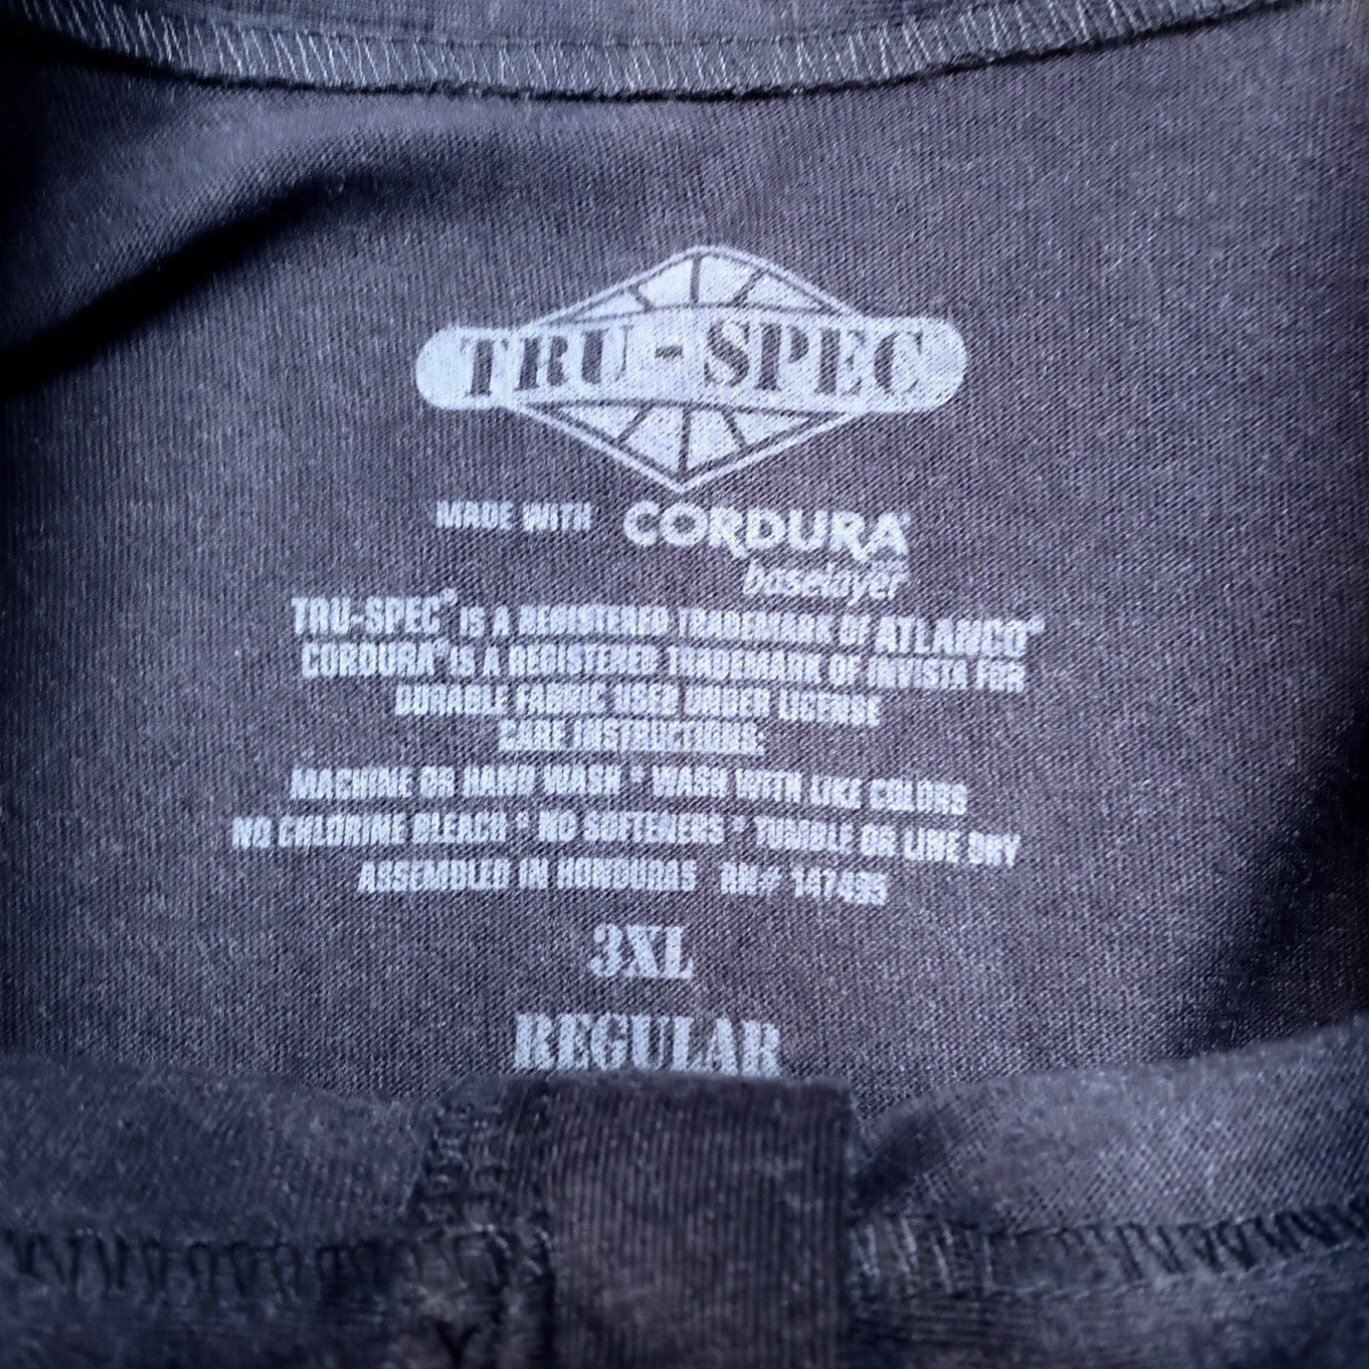 TRU-SPEC
MADE WITH CORDURA®
baselayer
TRU-SPEC® IS A REGISTERED TRADEMARK OF ATLANCO®
CORDURA® IS A REGISTERED TRADEMARK OF INVISTA FOR
DURABLE FABRIC USED UNDER LICENSE
CARE INSTRUCTIONS:
MACHINE OR HAND WASH * WASH WITH LIKE COLORS
NO CHLORINE BLEACH * NO SOFTENERS * TUMBLE OR LINE DRY
ASSEMBLED IN HONDURAS RN# 147495
3XL
REGULAR